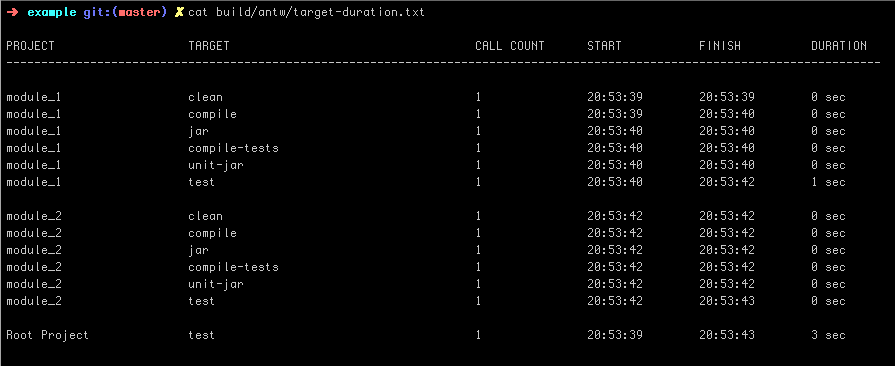 ➜ example git:(master) ✗ cat build/antw/target-duration.txt
PROJECT TARGET CALL COUNT START FINISH DURATION
--------------------------------------------------------------------------------------------------------------------------------
module_1 clean 1 20:53:39 20:53:39 0 sec
module_1 compile 1 20:53:39 20:53:40 0 sec
module_1 jar 1 20:53:40 20:53:40 0 sec
module_1 compile-tests 1 20:53:40 20:53:40 0 sec
module_1 unit-jar 1 20:53:40 20:53:40 0 sec
module_1 test 1 20:53:40 20:53:42 1 sec
module_2 clean 1 20:53:42 20:53:42 0 sec
module_2 compile 1 20:53:42 20:53:42 0 sec
module_2 jar 1 20:53:42 20:53:42 0 sec
module_2 compile-tests 1 20:53:42 20:53:42 0 sec
module_2 unit-jar 1 20:53:42 20:53:42 0 sec
module_2 test 1 20:53:42 20:53:43 0 sec
Root Project test 1 20:53:39 20:53:43 3 sec